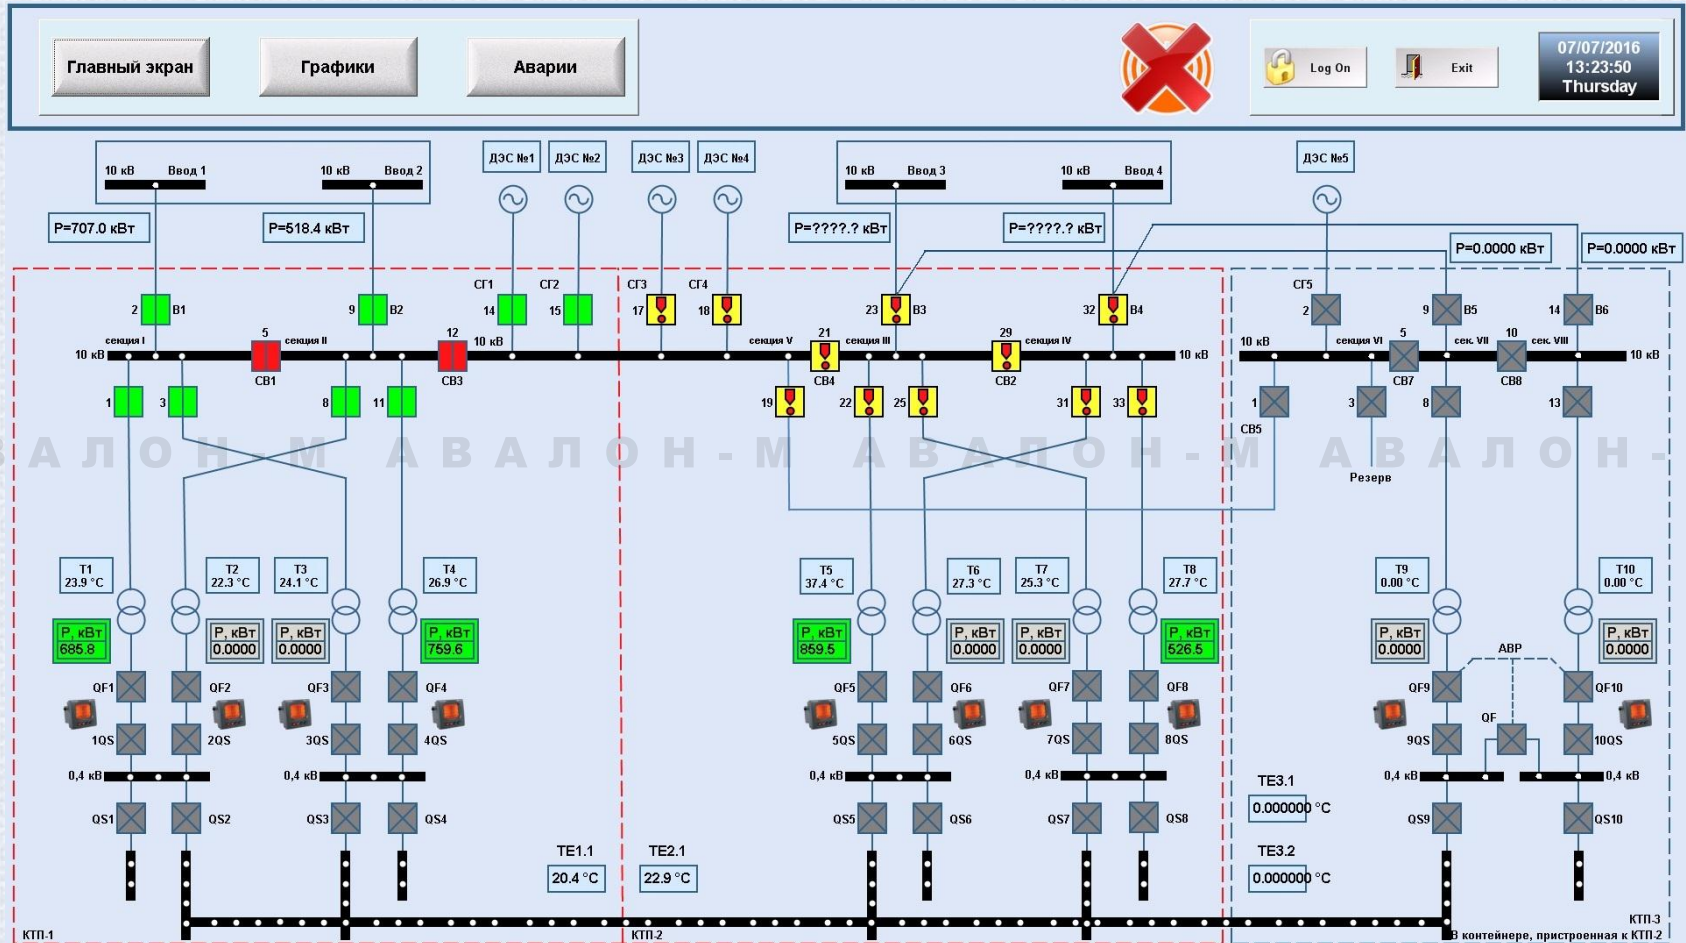 Главный экран
Графики
Аварии
Log On
Exit
07/07/2016
13:23:50
Thursday
10 кВ Ввод 1
10 кВ Ввод 2
ДЭС №1
ДЭС №2
ДЭС №3
ДЭС №4
10 кВ Ввод 3
10 кВ Ввод 4
ДЭС №5
P=707.0 кВт
P=518.4 кВт
P=????.? кВт
P=????.? кВт
P=0.0000 кВт
P=0.0000 кВт
СГ1
СГ2
СГ3
СГ4
СГ5
2 В1
9 В2
14
15
17
18
23 В3
32 В4
2
9 В5
14 В6
секция I
5
секция II
12
10 кВ
секция V
21
секция III
29
секция IV
10 кВ
секция VI
5
сек. VII
10
сек. VIII
10 кВ
10 кВ
10 кВ
СВ1
СВ3
СВ4
СВ2
СВ7
СВ8
1
3
8
11
19
22
25
31
33
1
3
8
13
СВ5
АВАЛОН-М АВАЛОН-М АВАЛОН-М АВАЛОН-
Резерв
Т1
23.9 °C
Т2
22.3 °C
Т3
24.1 °C
Т4
26.9 °C
Т5
37.4 °C
Т6
27.3 °C
Т7
25.3 °C
Т8
27.7 °C
Т9
0.00 °C
Т10
0.00 °C
Р, кВт
685.8
Р, кВт
0.0000
Р, кВт
0.0000
Р, кВт
759.6
Р, кВт
859.5
Р, кВт
0.0000
Р, кВт
0.0000
Р, кВт
526.5
Р, кВт
0.0000
Р, кВт
0.0000
АВР
QF1
QF2
QF3
QF4
QF5
QF6
QF7
QF8
QF9
QF10
QF
1QS
2QS
3QS
4QS
5QS
6QS
7QS
8QS
9QS
10QS
0,4 кВ
0,4 кВ
0,4 кВ
0,4 кВ
0,4 кВ
0,4 кВ
TE3.1
0.000000 °C
QS1
QS2
QS3
QS4
QS5
QS6
QS7
QS8
QS9
QS10
TE1.1
20.4 °C
TE2.1
22.9 °C
TE3.2
0.000000 °C
КТП-1
КТП-2
КТП-3
В контейнере, пристроенная к КТП-2